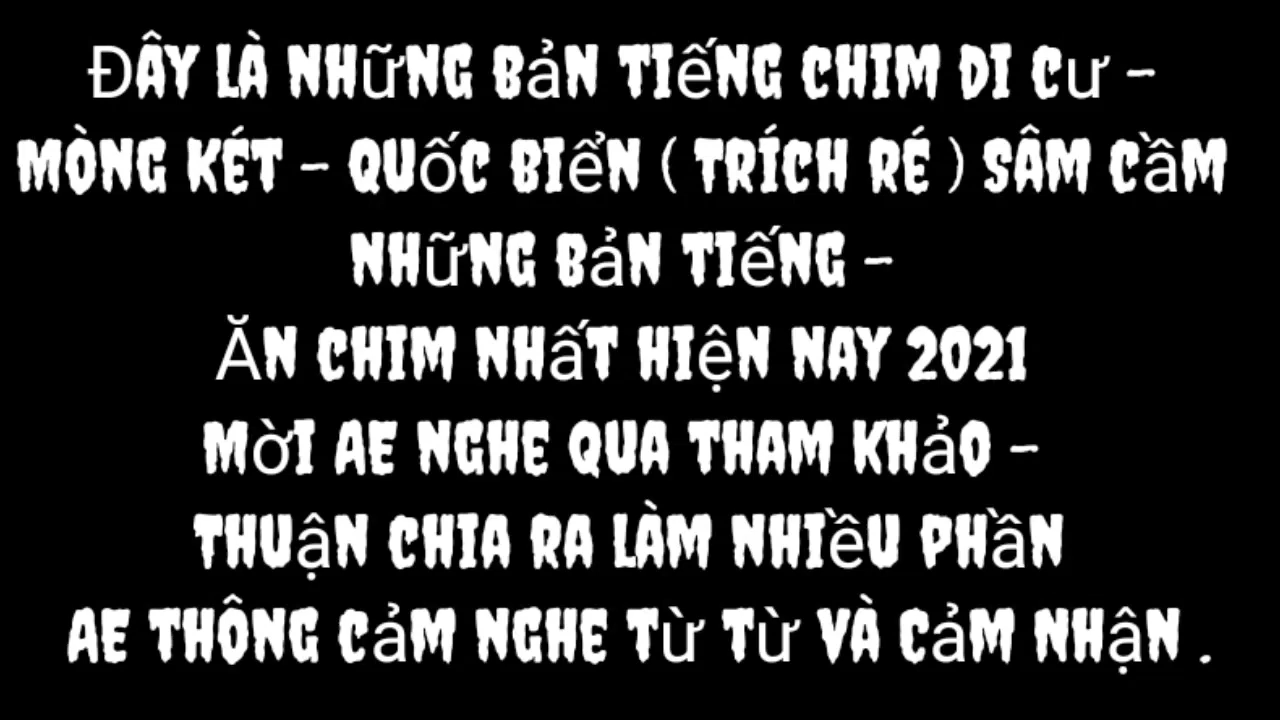 Đây là những bản tiếng chim di cư –
Mòng két – Quốc biển ( Trích ré ) Sâm cầm
Những bản tiếng –
Ăn chim nhất hiện nay 2021
Mời ae nghe qua tham khảo –
Thuận chia ra làm nhiều phần
Ae thông cảm nghe từ từ và cảm nhận .